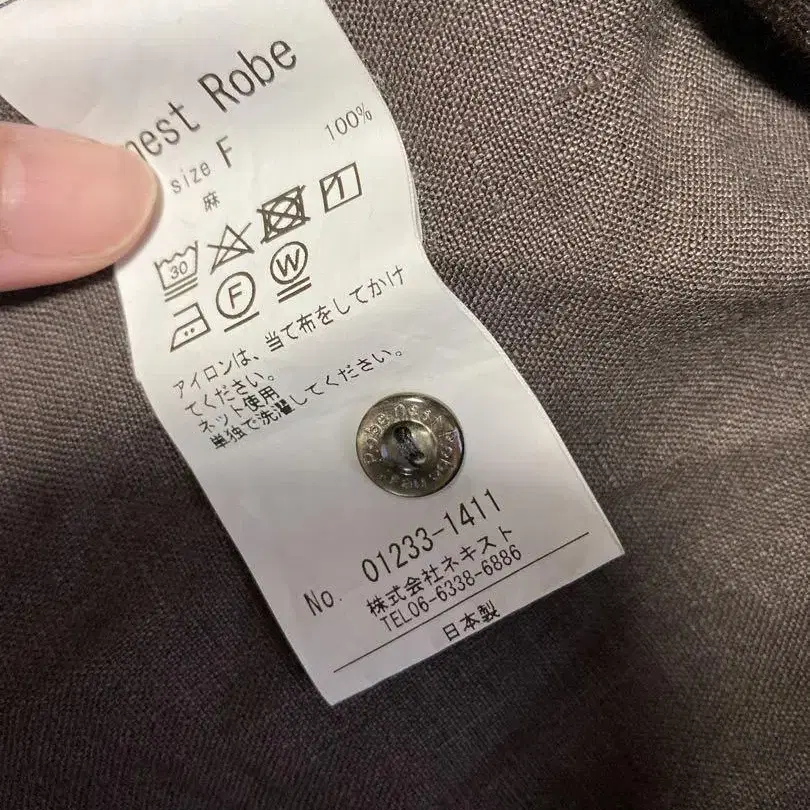 nest Robe
size F
麻 100%
30
F W
アイロンは、当て布をしてかけ
てください。
ネット使用
単独で洗濯してください。
No. 01233-1411
株式会社ネキスト
TEL06-6338-6886
日本製